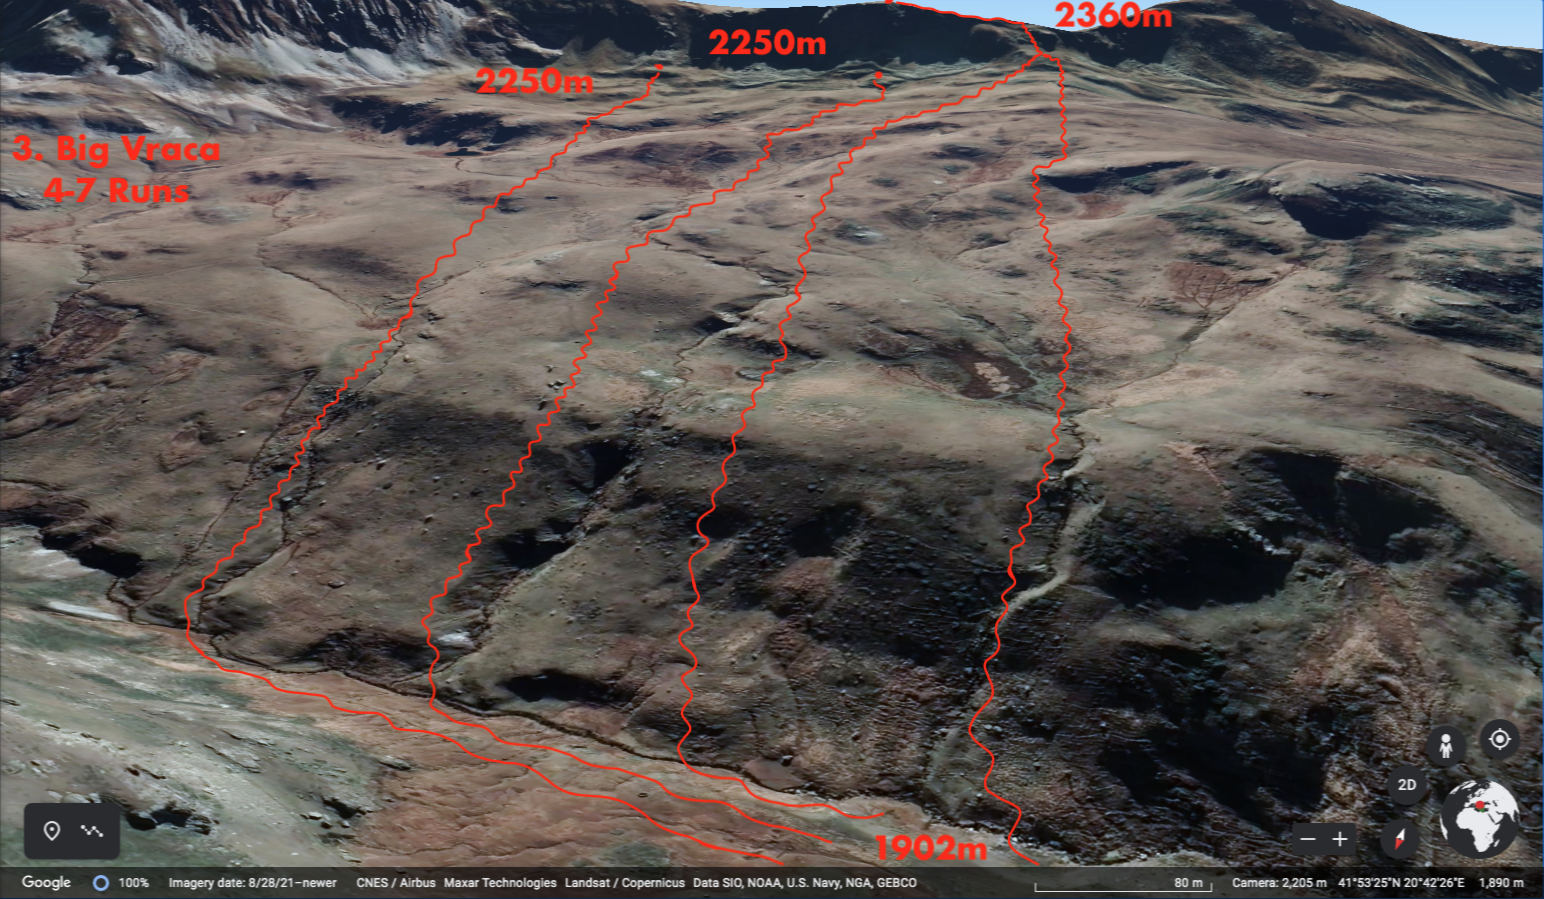 2360m
2250m
2250m
3. Big Vraca
4-7 Runs
1902m
2D
Google 100% Imagery date: 8/28/21–newer CNES / Airbus Maxar Technologies Landsat / Copernicus Data SIO, NOAA, U.S. Navy, NGA, GEBCO 80 m Camera: 2,205 m 41°53'25"N 20°42'26"E 1,890 m